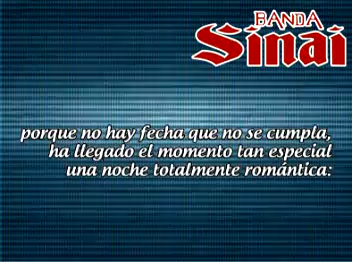 BANDA
Sinai
porque no hay fecha que no se cumpla,
ha llegado el momento tan especial
una noche totalmente romántica: